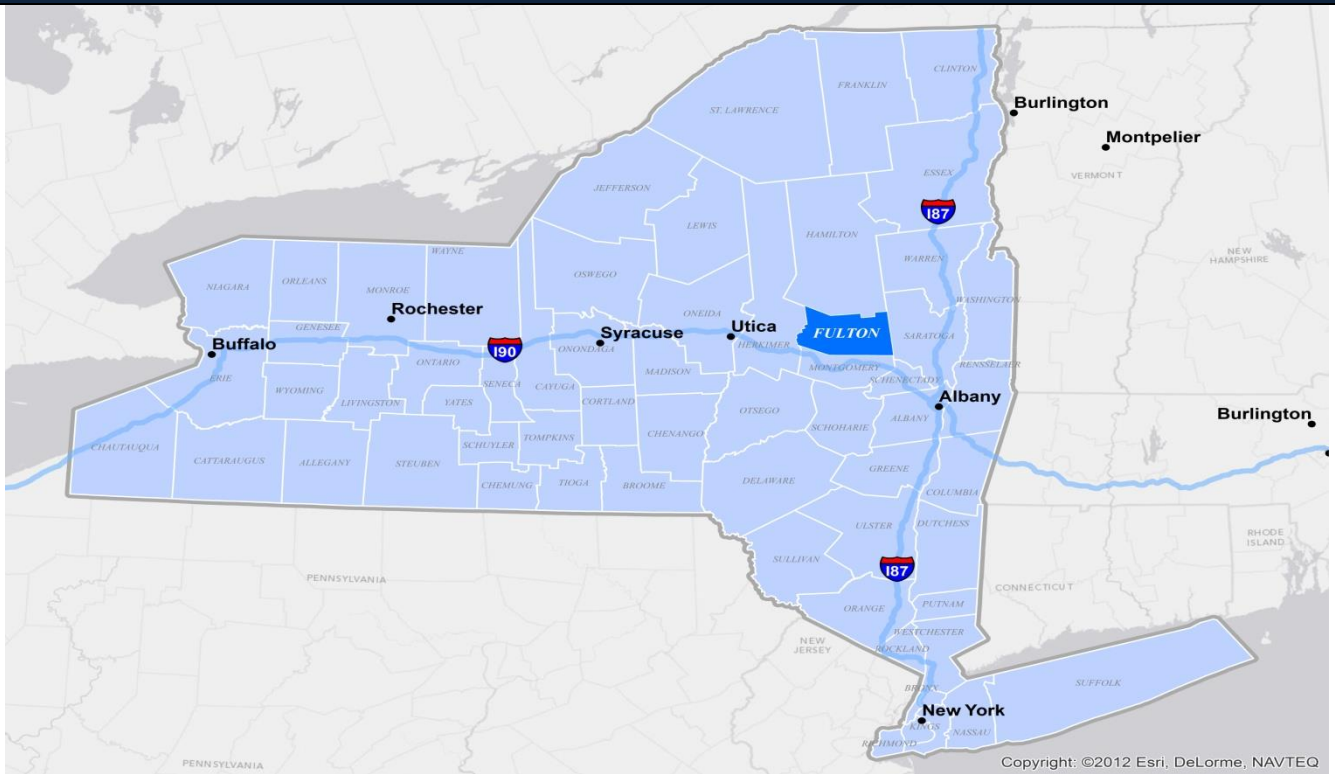 CLINTON
FRANKLIN
Burlington
ST. LAWRENCE
Montpelier
VERMONT
ESSEX
JEFFERSON
187
LEWIS
HAMILTON
NEW
HAMPSHIRE
WAYNE
WARREN
OSWEGO
NIAGARA
ORLEANS
MONROE
WASHINGTON
Rochester
ONEIDA
GENESEE
Syracuse
Utica
FULTON
SARATOGA
Buffalo
190
ONONDAGA
HERKIMER
ONTARIO
MADISON
MONTGOMERY
RENSSELAER
ERIE
WYOMING
SENECA
CAYUGA
SCHENECTADY
LIVINGSTON
YATES
CORTLAND
Albany
OTSEGO
Burlington
SCHOHARIE
ALBANY
CHENANGO
SCHUYLER
TOMPKINS
CHAUTAUQUA
CATTARAUGUS
ALLEGANY
STEUBEN
GREENE
CHEMUNG
TIOGA
BROOME
DELAWARE
COLUMBIA
ULSTER
DUTCHESS
RHODE
ISLAND
SULLIVAN
187
PENNSYLVANIA
CONNECTICUT
ORANGE
PUTNAM
WESTCHESTER
NEW
JERSEY
ROCKLAND
SUFFOLK
BRONX
New York
KINGS
NASSAU
RICHMOND
PENNSYLVANIA
Copyright: ©2012 Esri, DeLorme, NAVTEQ